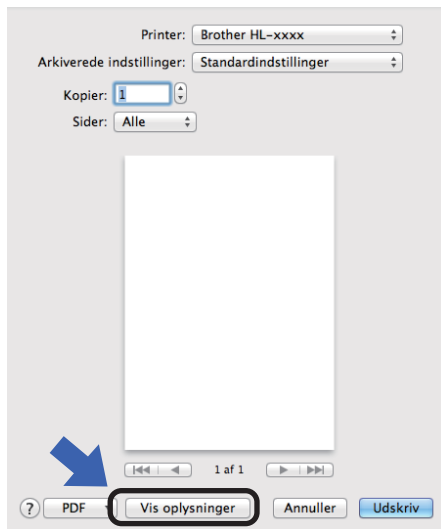 Printer: Brother HL-xxxx
Arkiverede indstillinger: Standardindstillinger
Kopier: 1
Sider: Alle
1 af 1
? PDF Vis oplysninger Annuller Udskriv